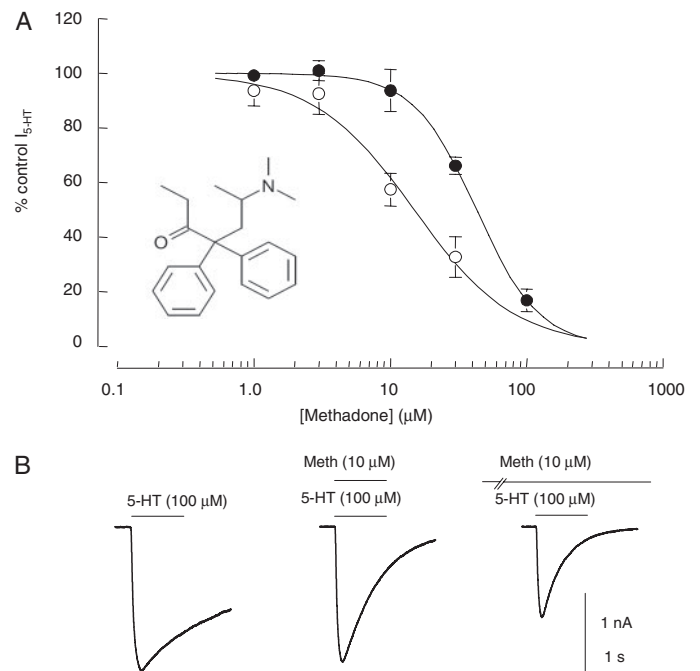 A
% control I5-HT
120
100
80
60
40
20
0
N
O
0.1 1.0 10 100 1000
[Methadone] (μM)
B
5-HT (100 μM)
Meth (10 μM)
5-HT (100 μM)
Meth (10 μM)
5-HT (100 μM)
1 nA
1 s